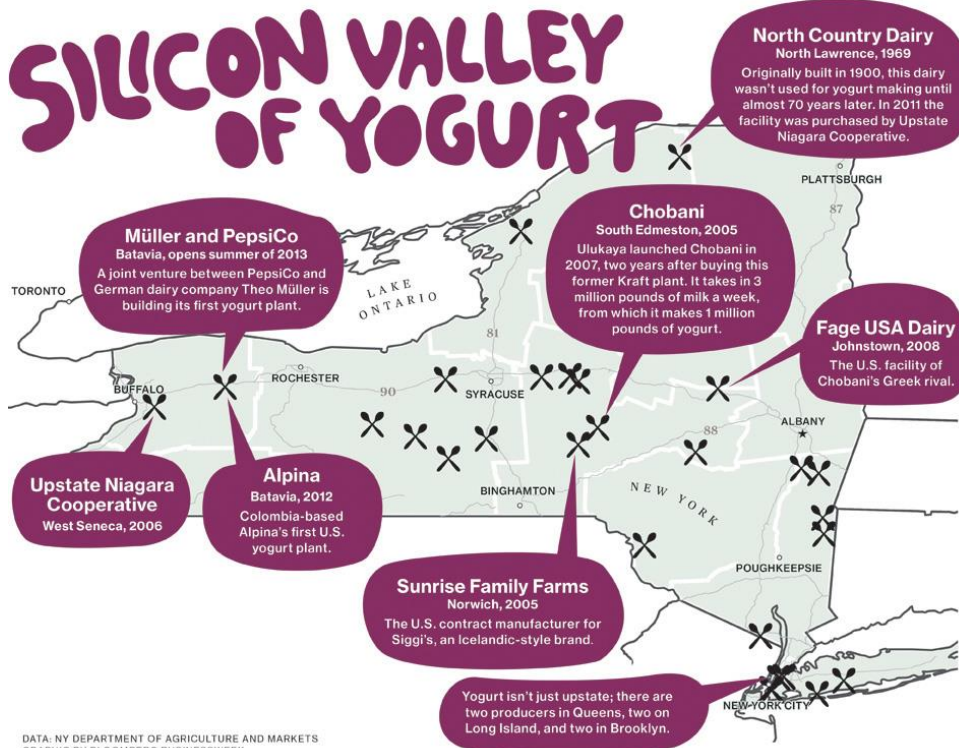 SILICON VALLEY
OF YOGURT
North Country Dairy
North Lawrence, 1969
Originally built in 1900, this dairy
wasn't used for yogurt making until
almost 70 years later. In 2011 the
facility was purchased by Upstate
Niagara Cooperative.
PLATTSBURGH
87
Müller and PepsiCo
Batavia, opens summer of 2013
A joint venture between PepsiCo and
German dairy company Theo Müller is
building its first yogurt plant.
Chobani
South Edmeston, 2005
Ulukaya launched Chobani in
2007, two years after buying this
former Kraft plant. It takes in 3
million pounds of milk a week,
from which it makes 1 million
pounds of yogurt.
TORONTO
LAKE
ONTARIO
81
Fage USA Dairy
Johnstown, 2008
The U.S. facility of
Chobani's Greek rival.
BUFFALO
ROCHESTER
90
SYRACUSE
88
ALBANY
Upstate Niagara
Cooperative
West Seneca, 2006
Alpina
Batavia, 2012
Colombia-based
Alpina's first U.S.
yogurt plant.
BINGHAMTON
NEW YORK
POUGHKEEPSIE
Sunrise Family Farms
Norwich, 2005
The U.S. contract manufacturer for
Siggi's, an Icelandic-style brand.
Yogurt isn't just upstate; there are
two producers in Queens, two on
Long Island, and two in Brooklyn.
NEW YORK CITY
DATA: NY DEPARTMENT OF AGRICULTURE AND MARKETS